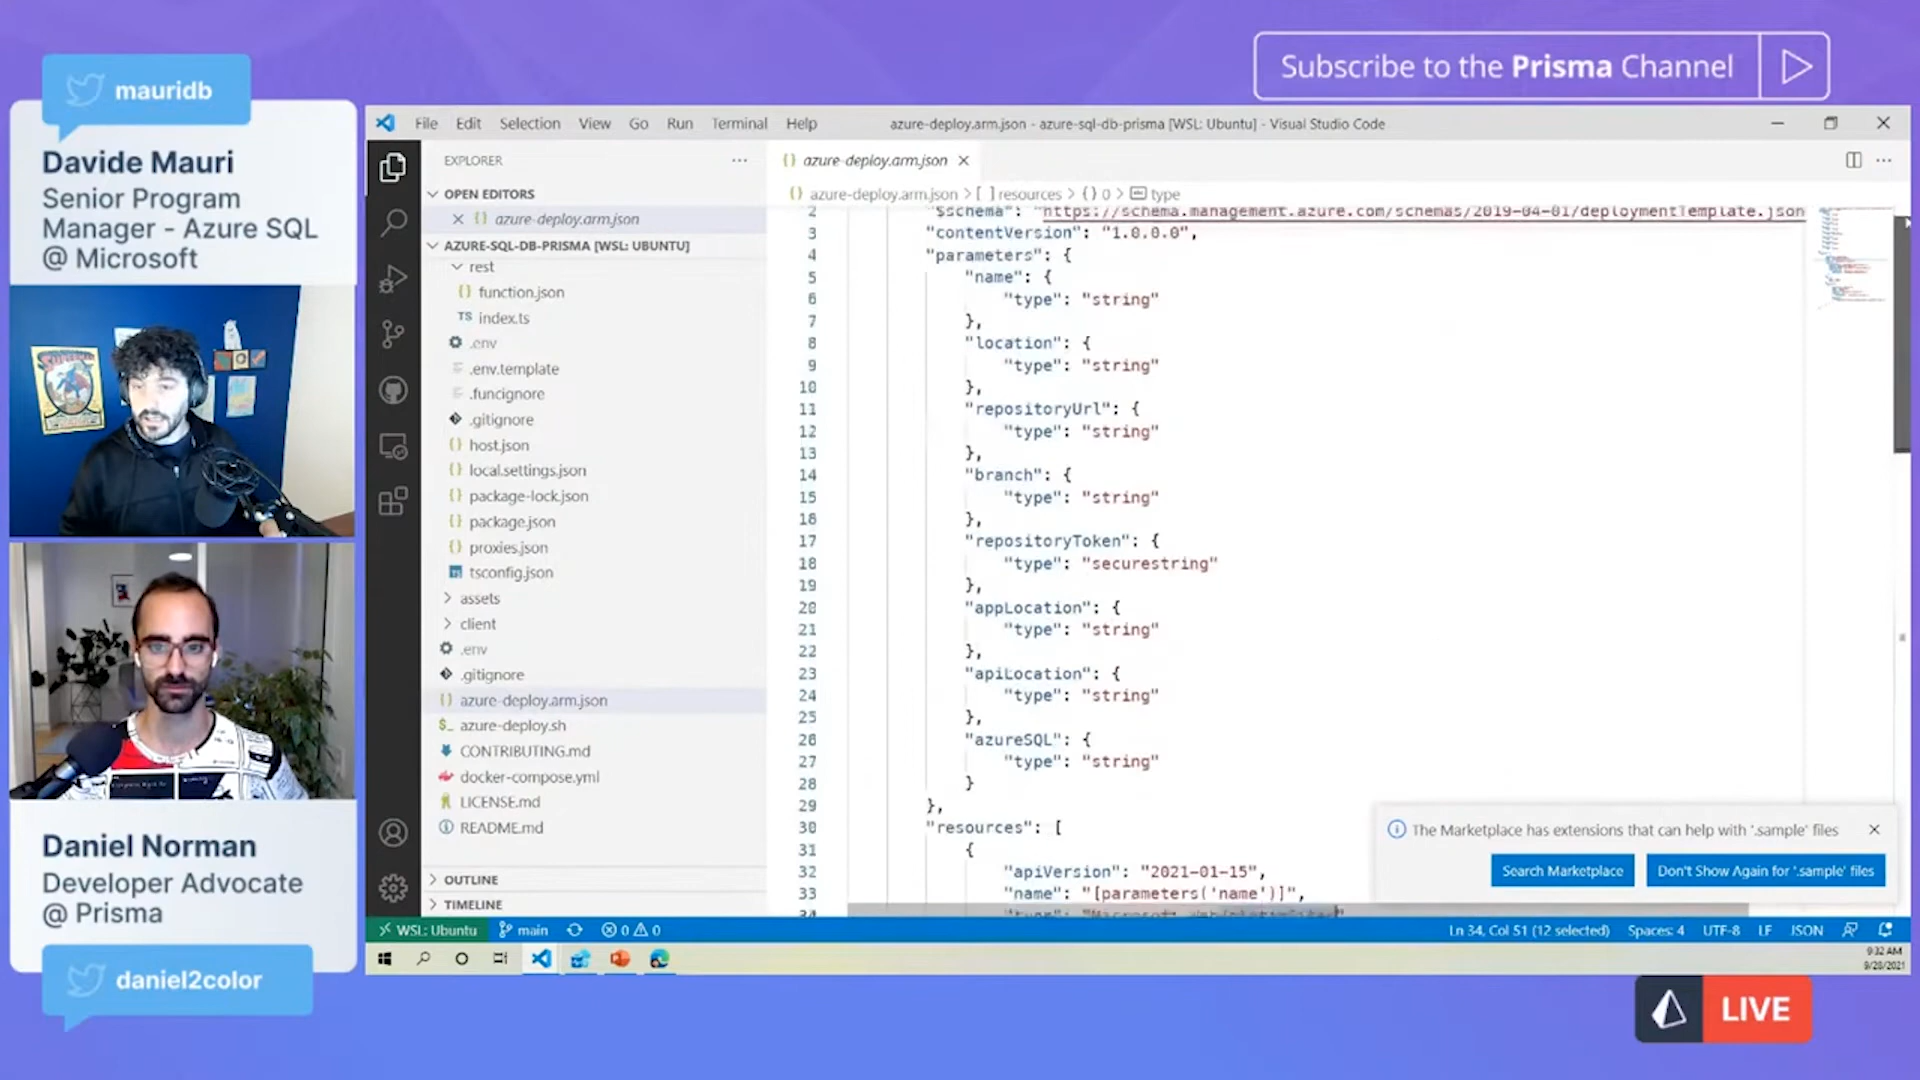 mauridb
Davide Mauri
Senior Program
Manager - Azure SQL
@ Microsoft
Daniel Norman
Developer Advocate
@ Prisma
daniel2color
Subscribe to the Prisma Channel
File Edit Selection View Go Run Terminal Help
azure-deploy.arm.json - azure-sql-db-prisma [WSL: Ubuntu] - Visual Studio Code
EXPLORER
OPEN EDITORS
azure-deploy.arm.json
AZURE-SQL-DB-PRISMA [WSL: UBUNTU]
rest
function.json
TS index.ts
.env
.env.template
.funcignore
.gitignore
host.json
local.settings.json
package-lock.json
package.json
proxies.json
tsconfig.json
assets
client
.env
.gitignore
azure-deploy.arm.json
azure-deploy.sh
CONTRIBUTING.md
docker-compose.yml
LICENSE.md
README.md
OUTLINE
TIMELINE
azure-deploy.arm.json
azure-deploy.arm.json > [ ] resources > { } 0 > type
2 "$schema": "https://schema.management.azure.com/schemas/2019-04-01/deploymentTemplate.json
3 "contentVersion": "1.0.0.0",
4 "parameters": {
5 "name": {
6 "type": "string"
7 },
8 "location": {
9 "type": "string"
10 },
11 "repositoryUrl": {
12 "type": "string"
13 },
14 "branch": {
15 "type": "string"
16 },
17 "repositoryToken": {
18 "type": "securestring"
19 },
20 "appLocation": {
21 "type": "string"
22 },
23 "apiLocation": {
24 "type": "string"
25 },
26 "azureSQL": {
27 "type": "string"
28 }
29 },
30 "resources": [
31 {
32 "apiVersion": "2021-01-15",
33 "name": "[parameters('name')]",
34
The Marketplace has extensions that can help with '.sample' files
Search Marketplace
Don't Show Again for '.sample' files
WSL: Ubuntu main 0 0
Ln 34, Col 51 (12 selected) Spaces: 4 UTF-8 LF JSON
9:32 AM
9/28/2021
LIVE